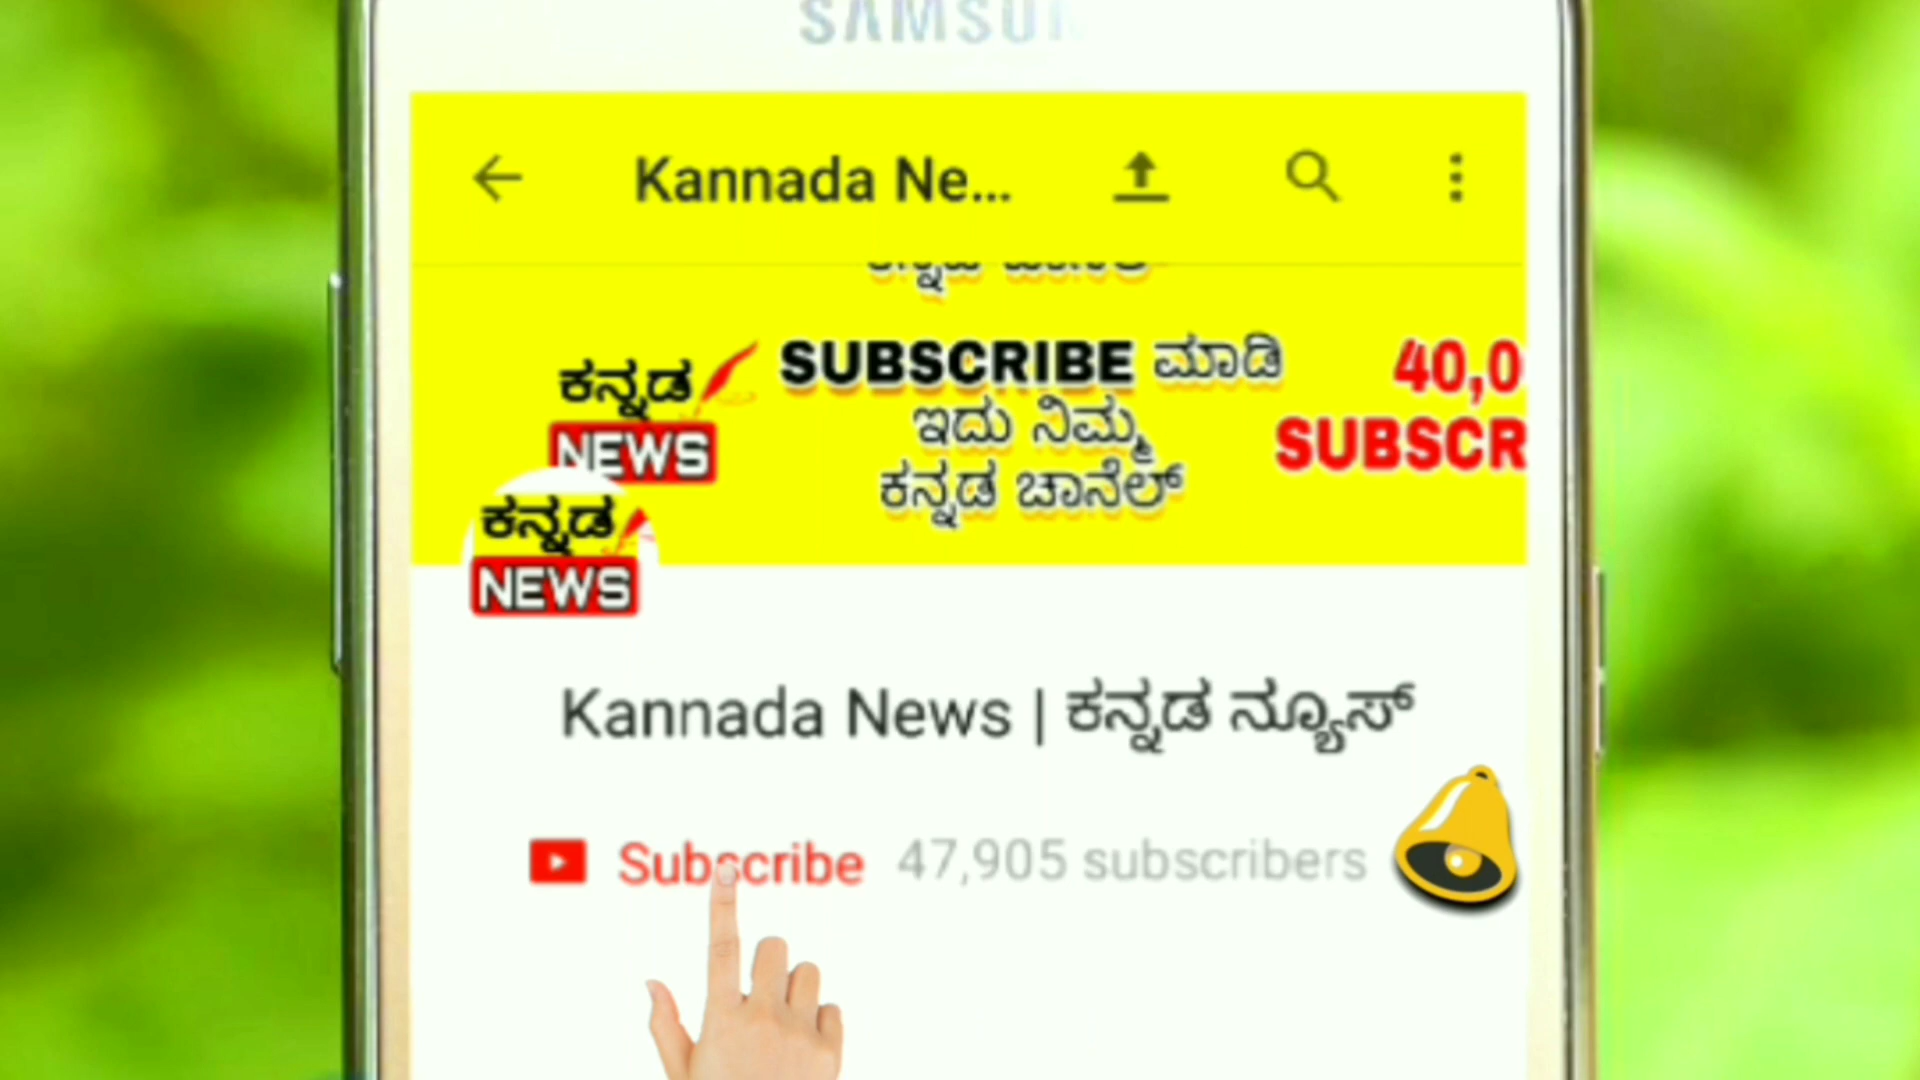 SAMSU
Kannada Ne...
ಕನ್ನಡ
NEWS
SUBSCRIBE ಮಾಡಿ
ಇದು ನಿಮ್ಮ
ಕನ್ನಡ ಚಾನೆಲ್
40,0
SUBSCR
ಕನ್ನಡ
NEWS
Kannada News | ಕನ್ನಡ ನ್ಯೂಸ್
Subscribe 47,905 subscribers